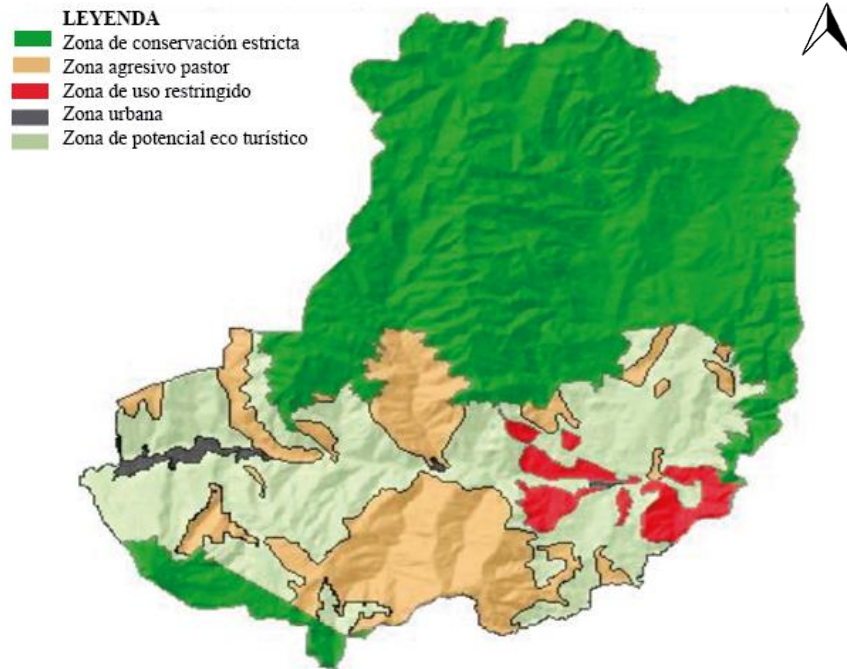 LEYENDA
Zona de conservación estricta
Zona agresivo pastor
Zona de uso restringido
Zona urbana
Zona de potencial eco turístico